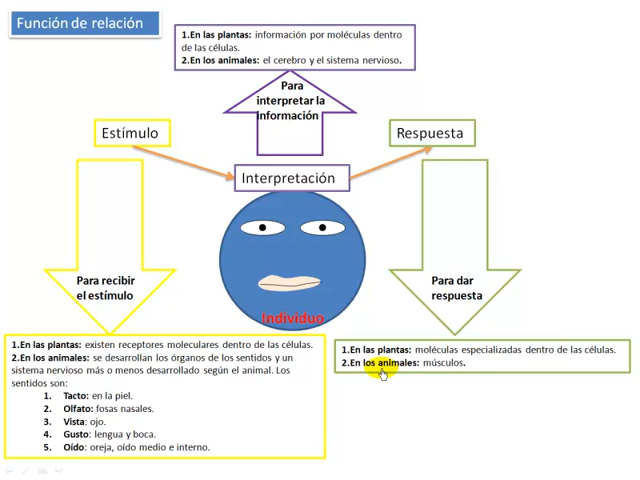 Función de relación
1.En las plantas: información por moléculas dentro
de las células.
2.En los animales: el cerebro y el sistema nervioso.
Para
interpretar la
información
Estímulo
Respuesta
Interpretación
Individuo
Para recibir
el estímulo
Para dar
respuesta
1.En las plantas: existen receptores moleculares dentro de las células.
2.En los animales: se desarrollan los órganos de los sentidos y un
sistema nervioso más o menos desarrollado según el animal. Los
sentidos son:
1. Tacto: en la piel.
2. Olfato: fosas nasales.
3. Vista: ojo.
4. Gusto: lengua y boca.
5. Oído: oreja, oído medio e interno.
1.En las plantas: moléculas especializadas dentro de las células.
2.En los animales: músculos.